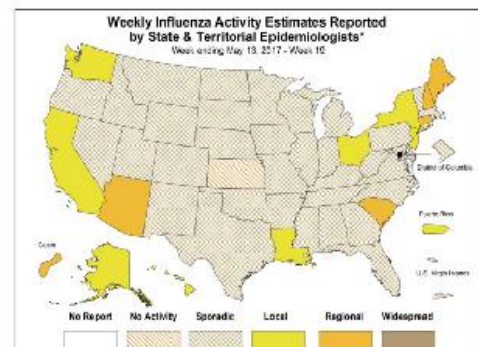 Weekly Influenza Activity Estimates Reported
by State & Territorial Epidemiologists*
Week ending May 13, 2017 - Week 19
District of Columbia
Puerto Rico
Guam
U.S. Virgin Islands
No Report No Activity Sporadic Local Regional Widespread